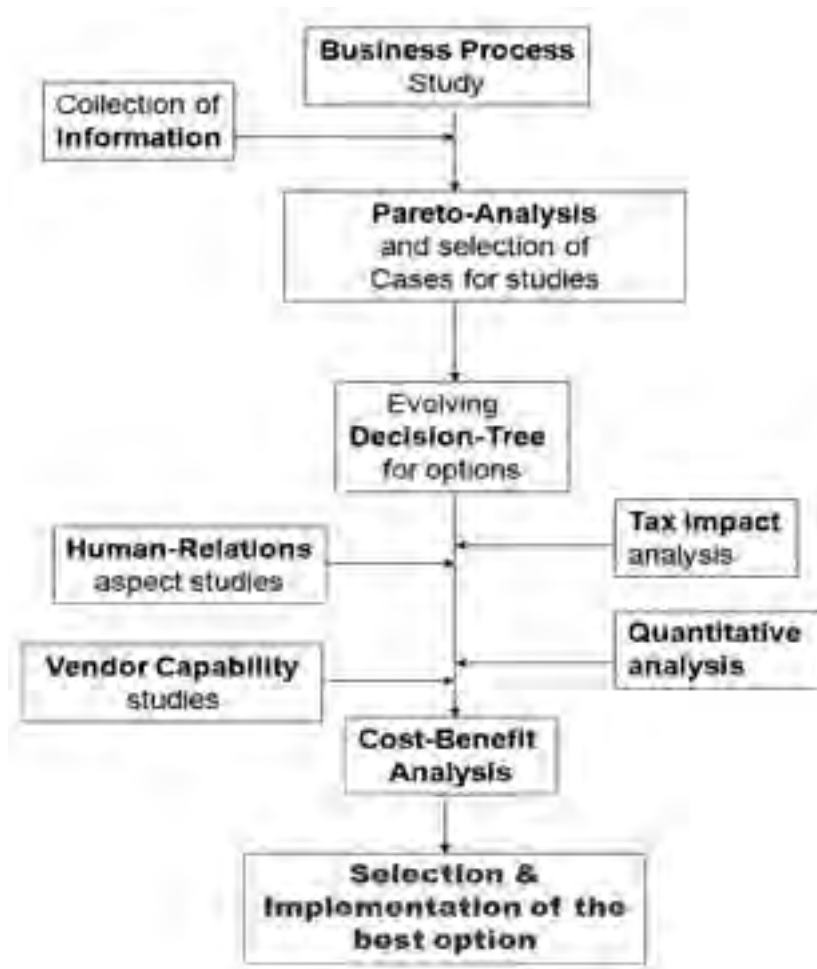 Business Process
Study
Collection of
Information
Pareto-Analysis
and selection of
Cases for studies
Evolving
Decision-Tree
for options
Tax Impact
analysis
Human-Relations
aspect studies
Quantitative
analysis
Vendor Capability
studies
Cost-Benefit
Analysis
Selection &
Implementation of the
best option